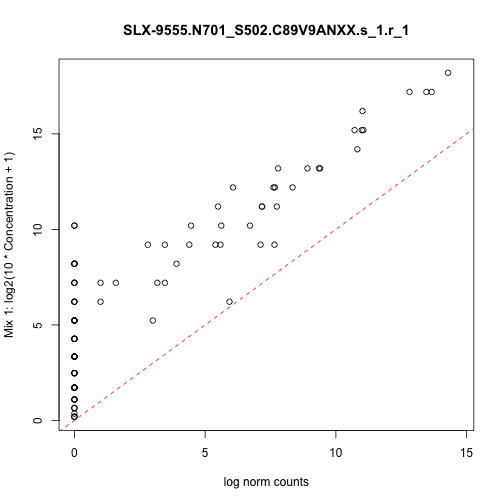 SLX-9555.N701_S502.C89V9ANXX.s_1.r_1
Mix 1: log2(10 * Concentration + 1)
15
10
5
0
0 5 10 15
log norm counts